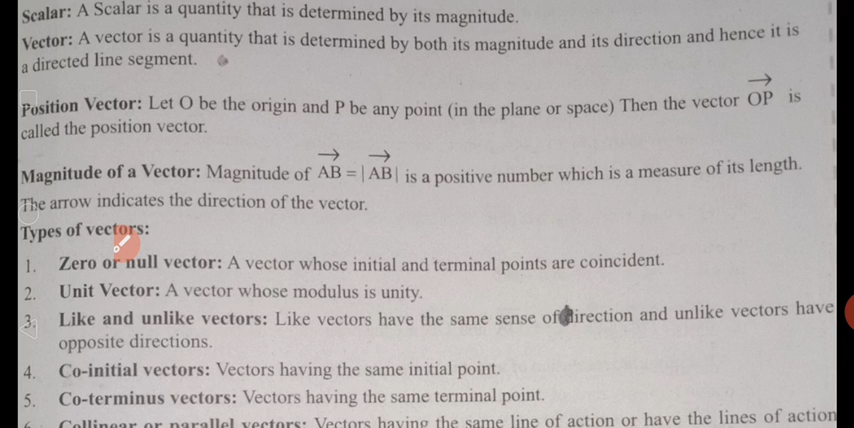 Scalar: A Scalar is a quantity that is determined by its magnitude.
Vector: A vector is a quantity that is determined by both its magnitude and its direction and hence it is
a directed line segment.
Position Vector: Let O be the origin and P be any point (in the plane or space) Then the vector OP⃗ is
called the position vector.
Magnitude of a Vector: Magnitude of AB⃗ = | AB⃗ | is a positive number which is a measure of its length.
The arrow indicates the direction of the vector.
Types of vectors:
1. Zero or null vector: A vector whose initial and terminal points are coincident.
2. Unit Vector: A vector whose modulus is unity.
3. Like and unlike vectors: Like vectors have the same sense of direction and unlike vectors have
opposite directions.
4. Co-initial vectors: Vectors having the same initial point.
5. Co-terminus vectors: Vectors having the same terminal point.
Collinear or parallel vectors: Vectors having the same line of action or have the lines of action